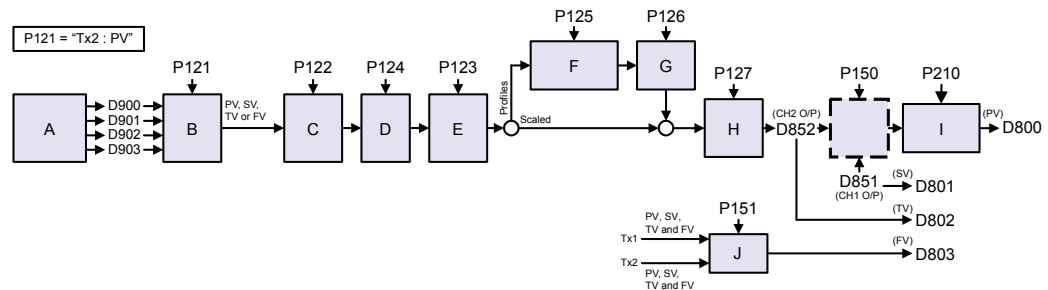 P121 = “Tx2 : PV”
P125
P126
P121
P122
P124
P123
P127
P150
P210
F
G
Profiles
Scaled
A
D900
D901
D902
D903
B
PV, SV,
TV or FV
C
D
E
H
(CH2 O/P)
D852
I
(PV)
D800
D851
(CH1 O/P)
(SV)
D801
(TV)
D802
P151
PV, SV,
TV and FV
Tx1
Tx2
PV, SV,
TV and FV
J
(FV)
D803